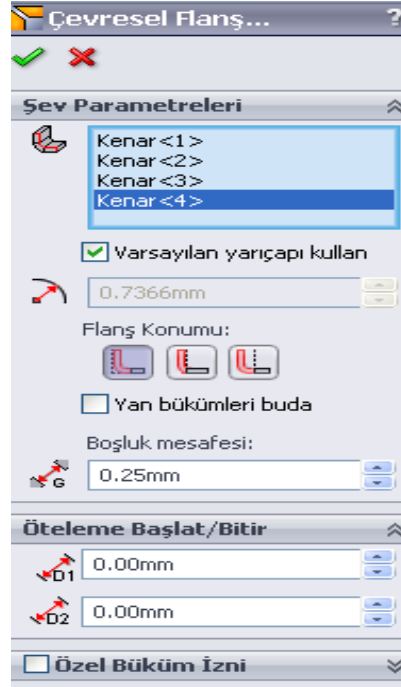 Çevresel Flanş... ?
Şev Parametreleri
Kenar<1>
Kenar<2>
Kenar<3>
Kenar<4>
Varsayılan yarıçapı kullan
0.7366mm
Flanş Konumu:
Yan bükümleri buda
Boşluk mesafesi:
G 0.25mm
Öteleme Başlat/Bitir
D1 0.00mm
D2 0.00mm
Özel Büküm İzni